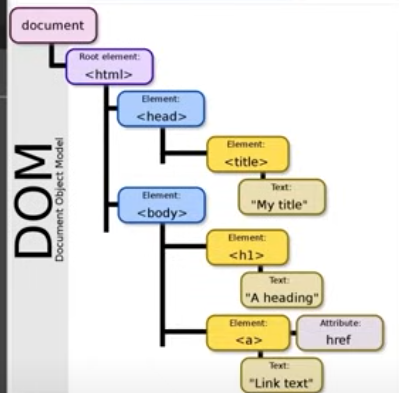 document
Root element:
<html>
Element:
<head>
Element:
<title>
Text:
"My title"
Element:
<body>
Element:
<h1>
Text:
"A heading"
Element:
<a>
Attribute:
href
Text:
"Link text"
DOM
Document Object Model